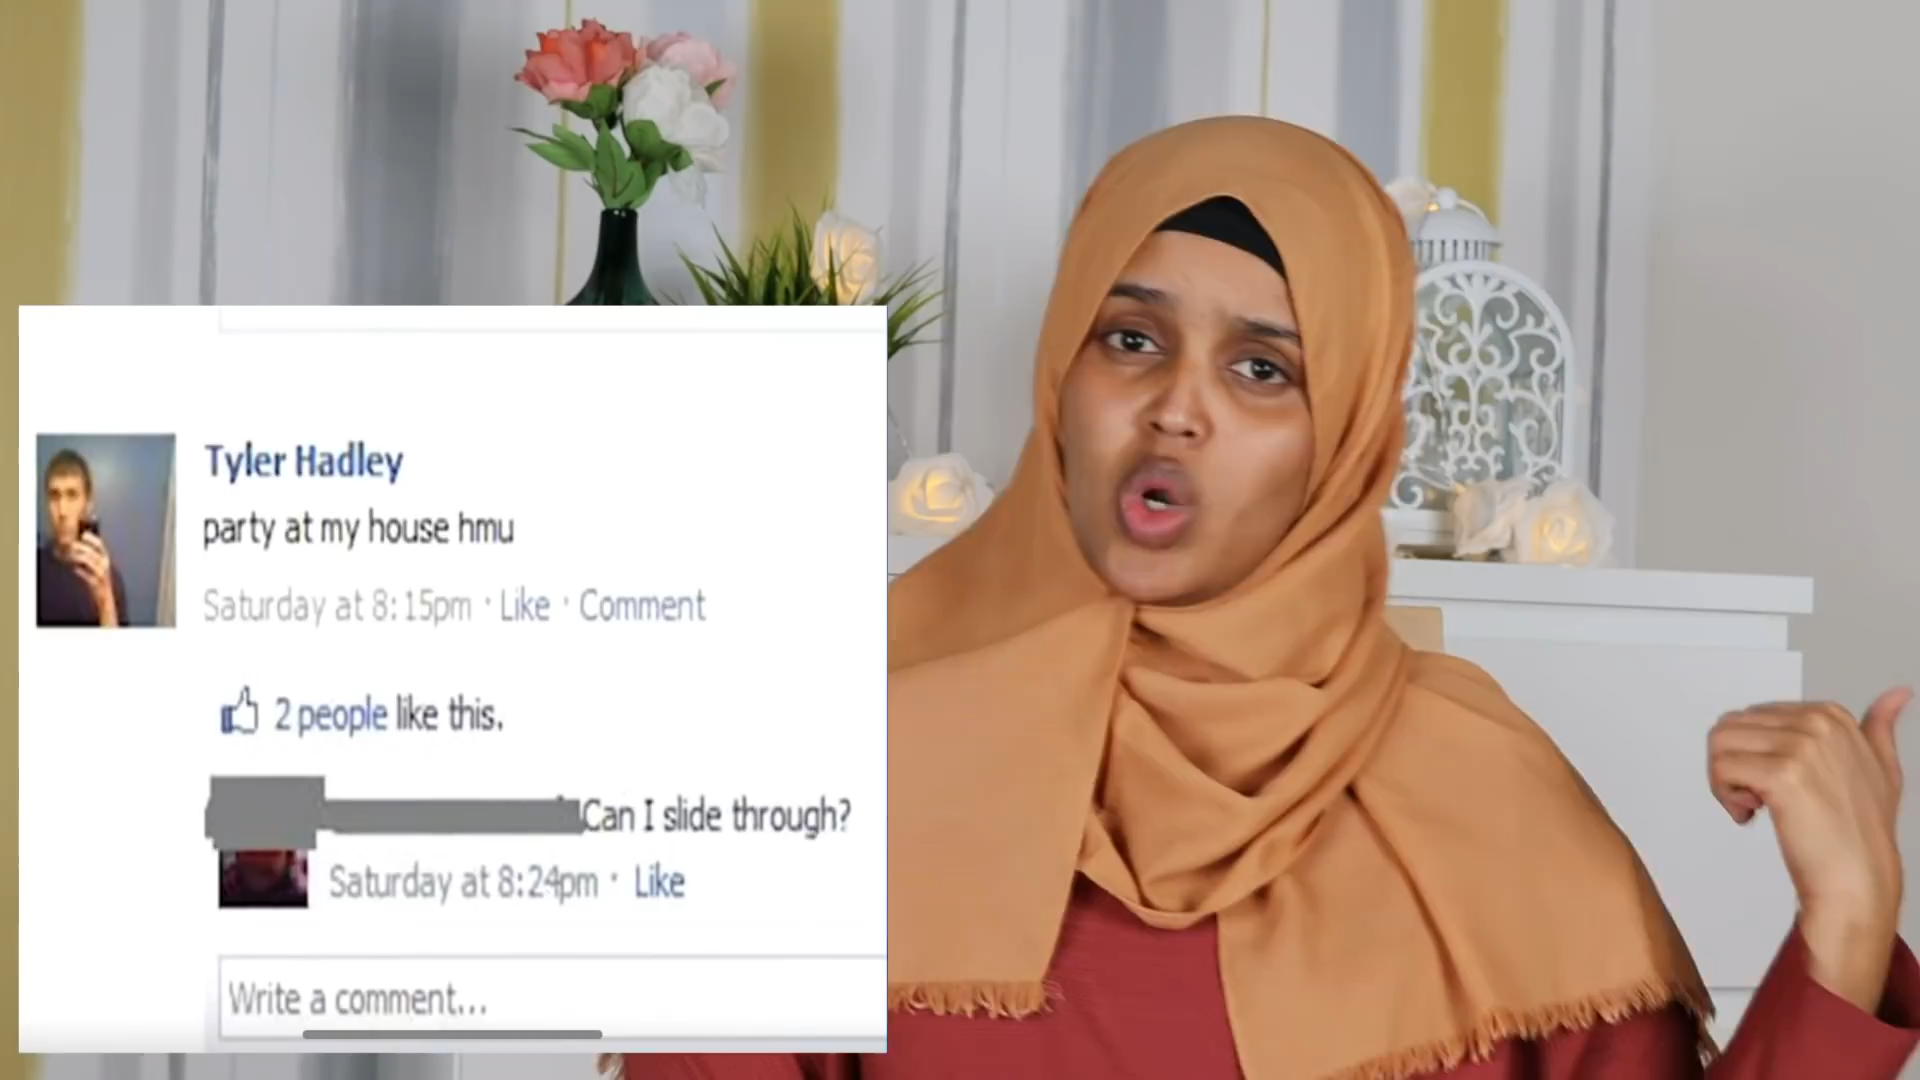 Tyler Hadley
party at my house hmu
Saturday at 8:15pm · Like · Comment
2 people like this.
Can I slide through?
Saturday at 8:24pm · Like
Write a comment...